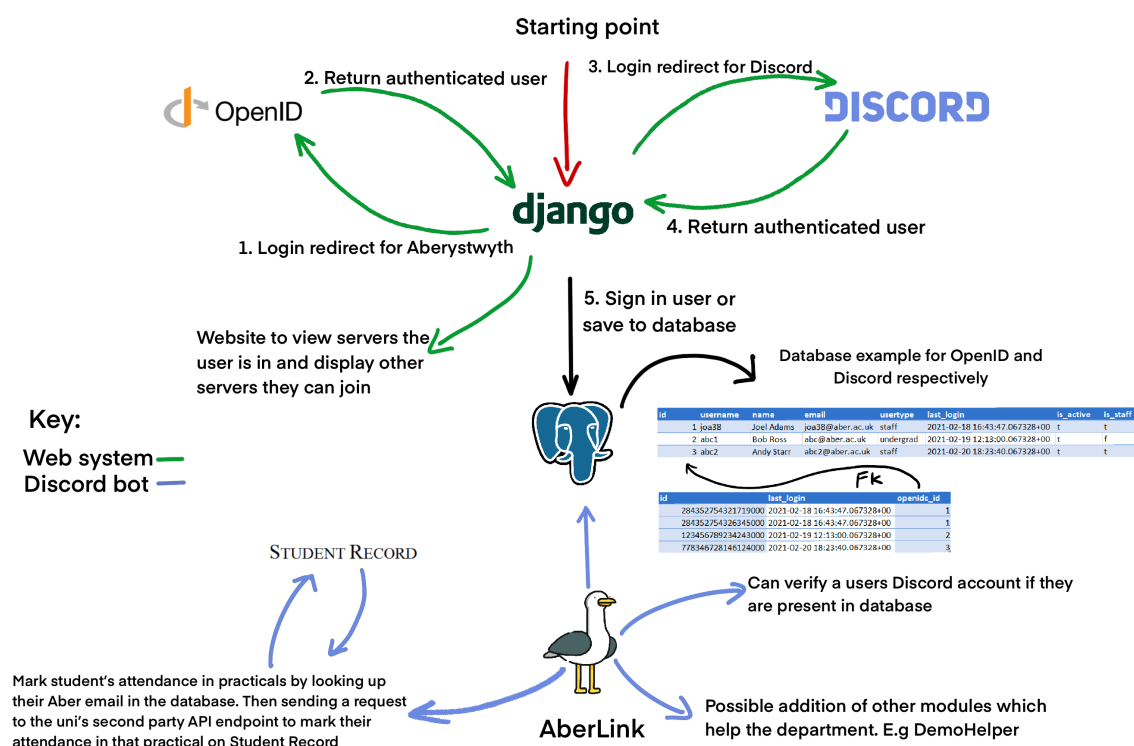 Starting point
2. Return authenticated user
3. Login redirect for Discord
OpenID
DISCORD
django
1. Login redirect for Aberystwyth
4. Return authenticated user
5. Sign in user or
save to database
Website to view servers the
user is in and display other
servers they can join
Database example for OpenID and
Discord respectively
Key:
Web system
Discord bot
id username name email usertype last_login is_active is_staff
1 joa38 Joel Adams joa38@aber.ac.uk staff 2021-02-18 16:43:47.067328+00 t t
2 abc1 Bob Ross abc@aber.ac.uk undergrad 2021-02-19 12:13:00.067328+00 t f
3 abc2 Andy Starr abc2@aber.ac.uk staff 2021-02-20 18:23:40.067328+00 t t
FK
id last_login openidc_id
284352754321719000 2021-02-18 16:43:47.067328+00 1
284352754326345000 2021-02-18 16:43:47.067328+00 1
123456789234243000 2021-02-19 12:13:00.067328+00 2
778346728146124000 2021-02-20 18:23:40.067328+00 3
STUDENT RECORD
Can verify a users Discord account if they
are present in database
Mark student's attendance in practicals by looking up
their Aber email in the database. Then sending a request
to the uni's second party API endpoint to mark their
attendance in that practical on Student Record
AberLink
Possible addition of other modules which
help the department. E.g DemoHelper